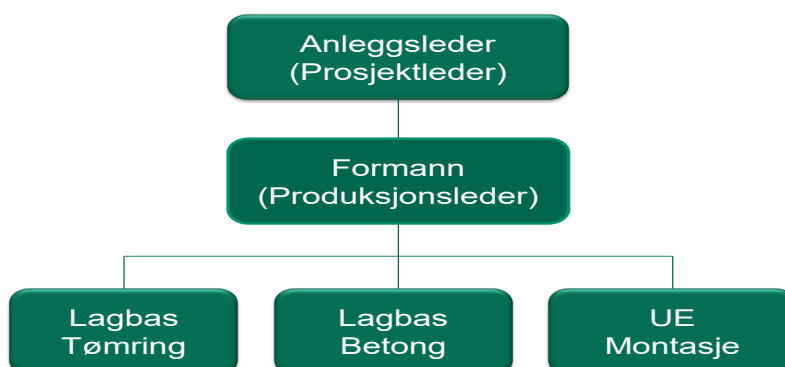 Anleggsleder
(Prosjektleder)
Formann
(Produksjonsleder)
Lagbas
Tømring
Lagbas
Betong
UE
Montasje